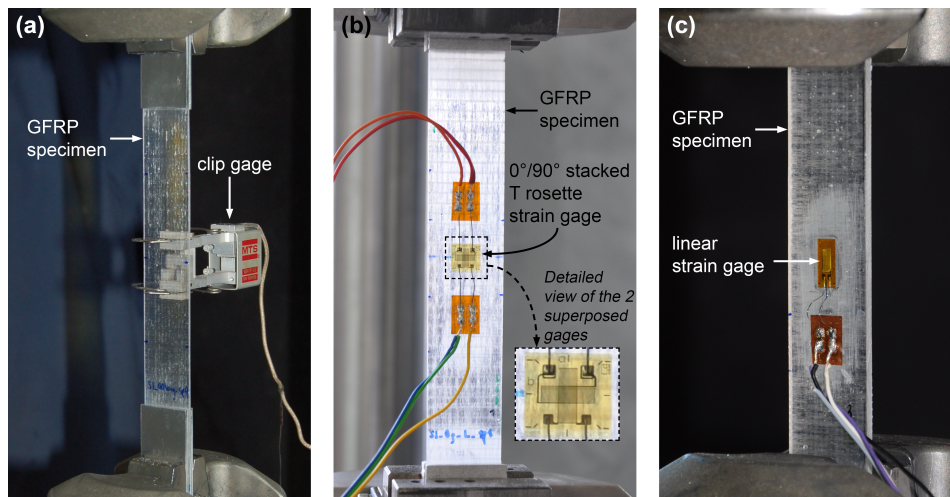 (a)
GFRP
specimen
clip gage
MTS
(b)
GFRP
specimen
0°/90° stacked
T rosette
strain gage
Detailed
view of the 2
superposed
gages
(c)
GFRP
specimen
linear
strain gage